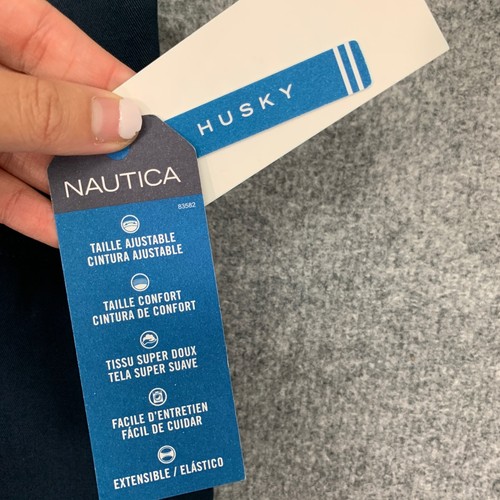 HUSKY
NAUTICA
83582
TAILLE AJUSTABLE
CINTURA AJUSTABLE
TAILLE CONFORT
CINTURA DE CONFORT
TISSU SUPER DOUX
TELA SUPER SUAVE
FACILE D'ENTRETIEN
FÁCIL DE CUIDAR
EXTENSIBLE / ELÁSTICO